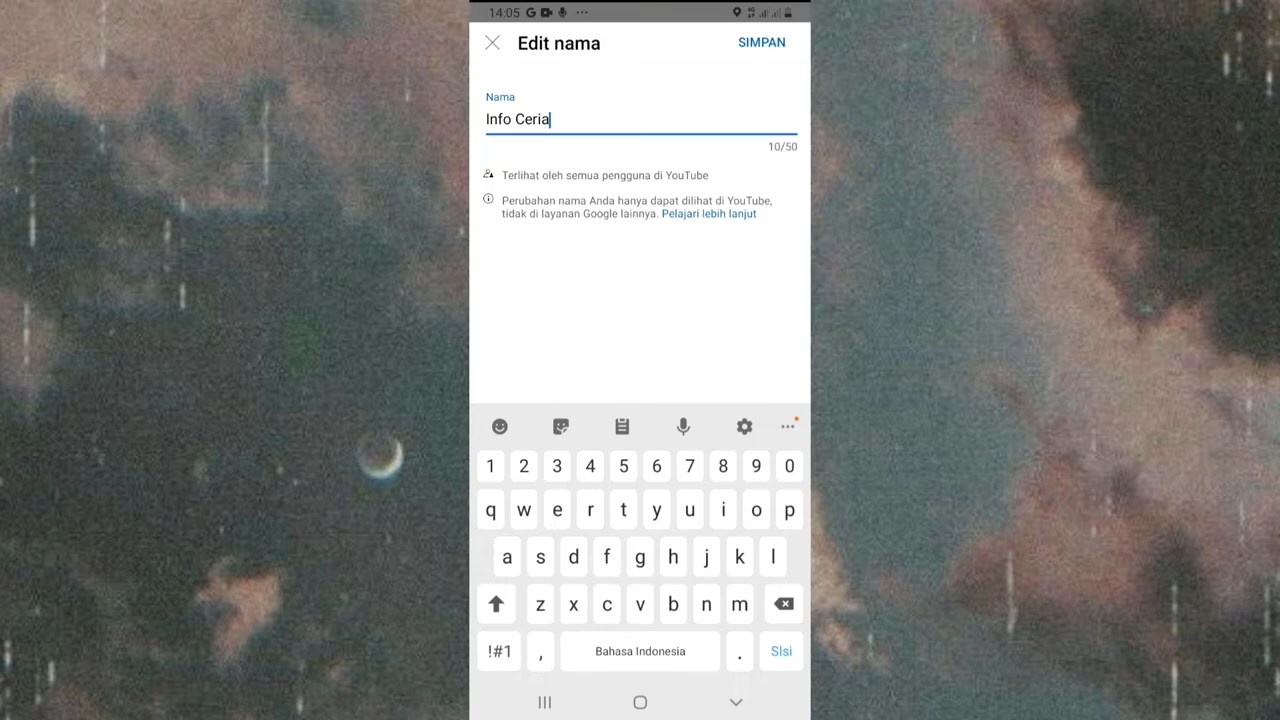 14:05 G
Edit nama
SIMPAN
Nama
Info Ceria
10/50
Terlihat oleh semua pengguna di YouTube
Perubahan nama Anda hanya dapat dilihat di YouTube,
tidak di layanan Google lainnya. Pelajari lebih lanjut
1 2 3 4 5 6 7 8 9 0
q w e r t y u i o p
a s d f g h j k l
z x c v b n m
!#1 , Bahasa Indonesia . Slsi